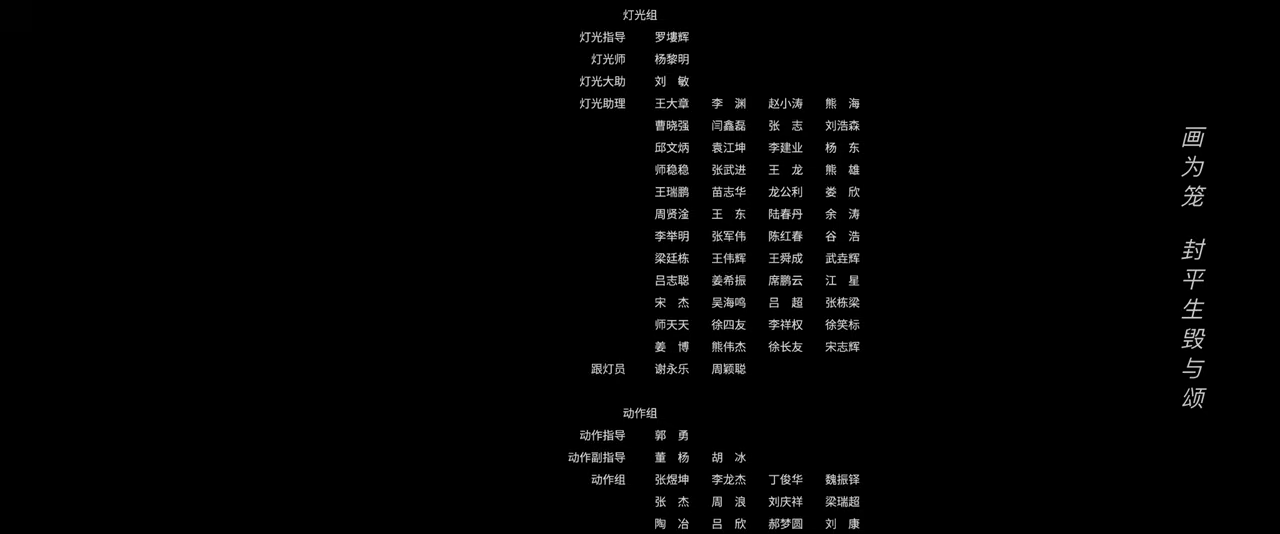 灯光组
灯光指导 罗塿辉
灯光师 杨黎明
灯光大助 刘 敏
灯光助理 王大章 李 渊 赵小涛 熊 海
曹晓强 闫鑫磊 张 志 刘浩森
邱文炳 袁江坤 李建业 杨 东
师稳稳 张武进 王 龙 熊 雄
王瑞鹏 苗志华 龙公利 娄 欣
周贤淦 王 东 陆春丹 余 涛
李举明 张军伟 陈红春 谷 浩
梁廷栋 王伟辉 王舜成 武垚辉
吕志聪 姜希振 席鹏云 江 星
宋 杰 吴海鸣 吕 超 张栋梁
师天天 徐四友 李祥权 徐笑标
姜 博 熊伟杰 徐长友 宋志辉
跟灯员 谢永乐 周颖聪
动作组
动作指导 郭 勇
动作副指导 董 杨 胡 冰
动作组 张煜坤 李龙杰 丁俊华 魏振铎
张 杰 周 浪 刘庆祥 梁瑞超
陶 冶 吕 欣 郝梦圆 刘 康
画为笼 封平生毁与颂